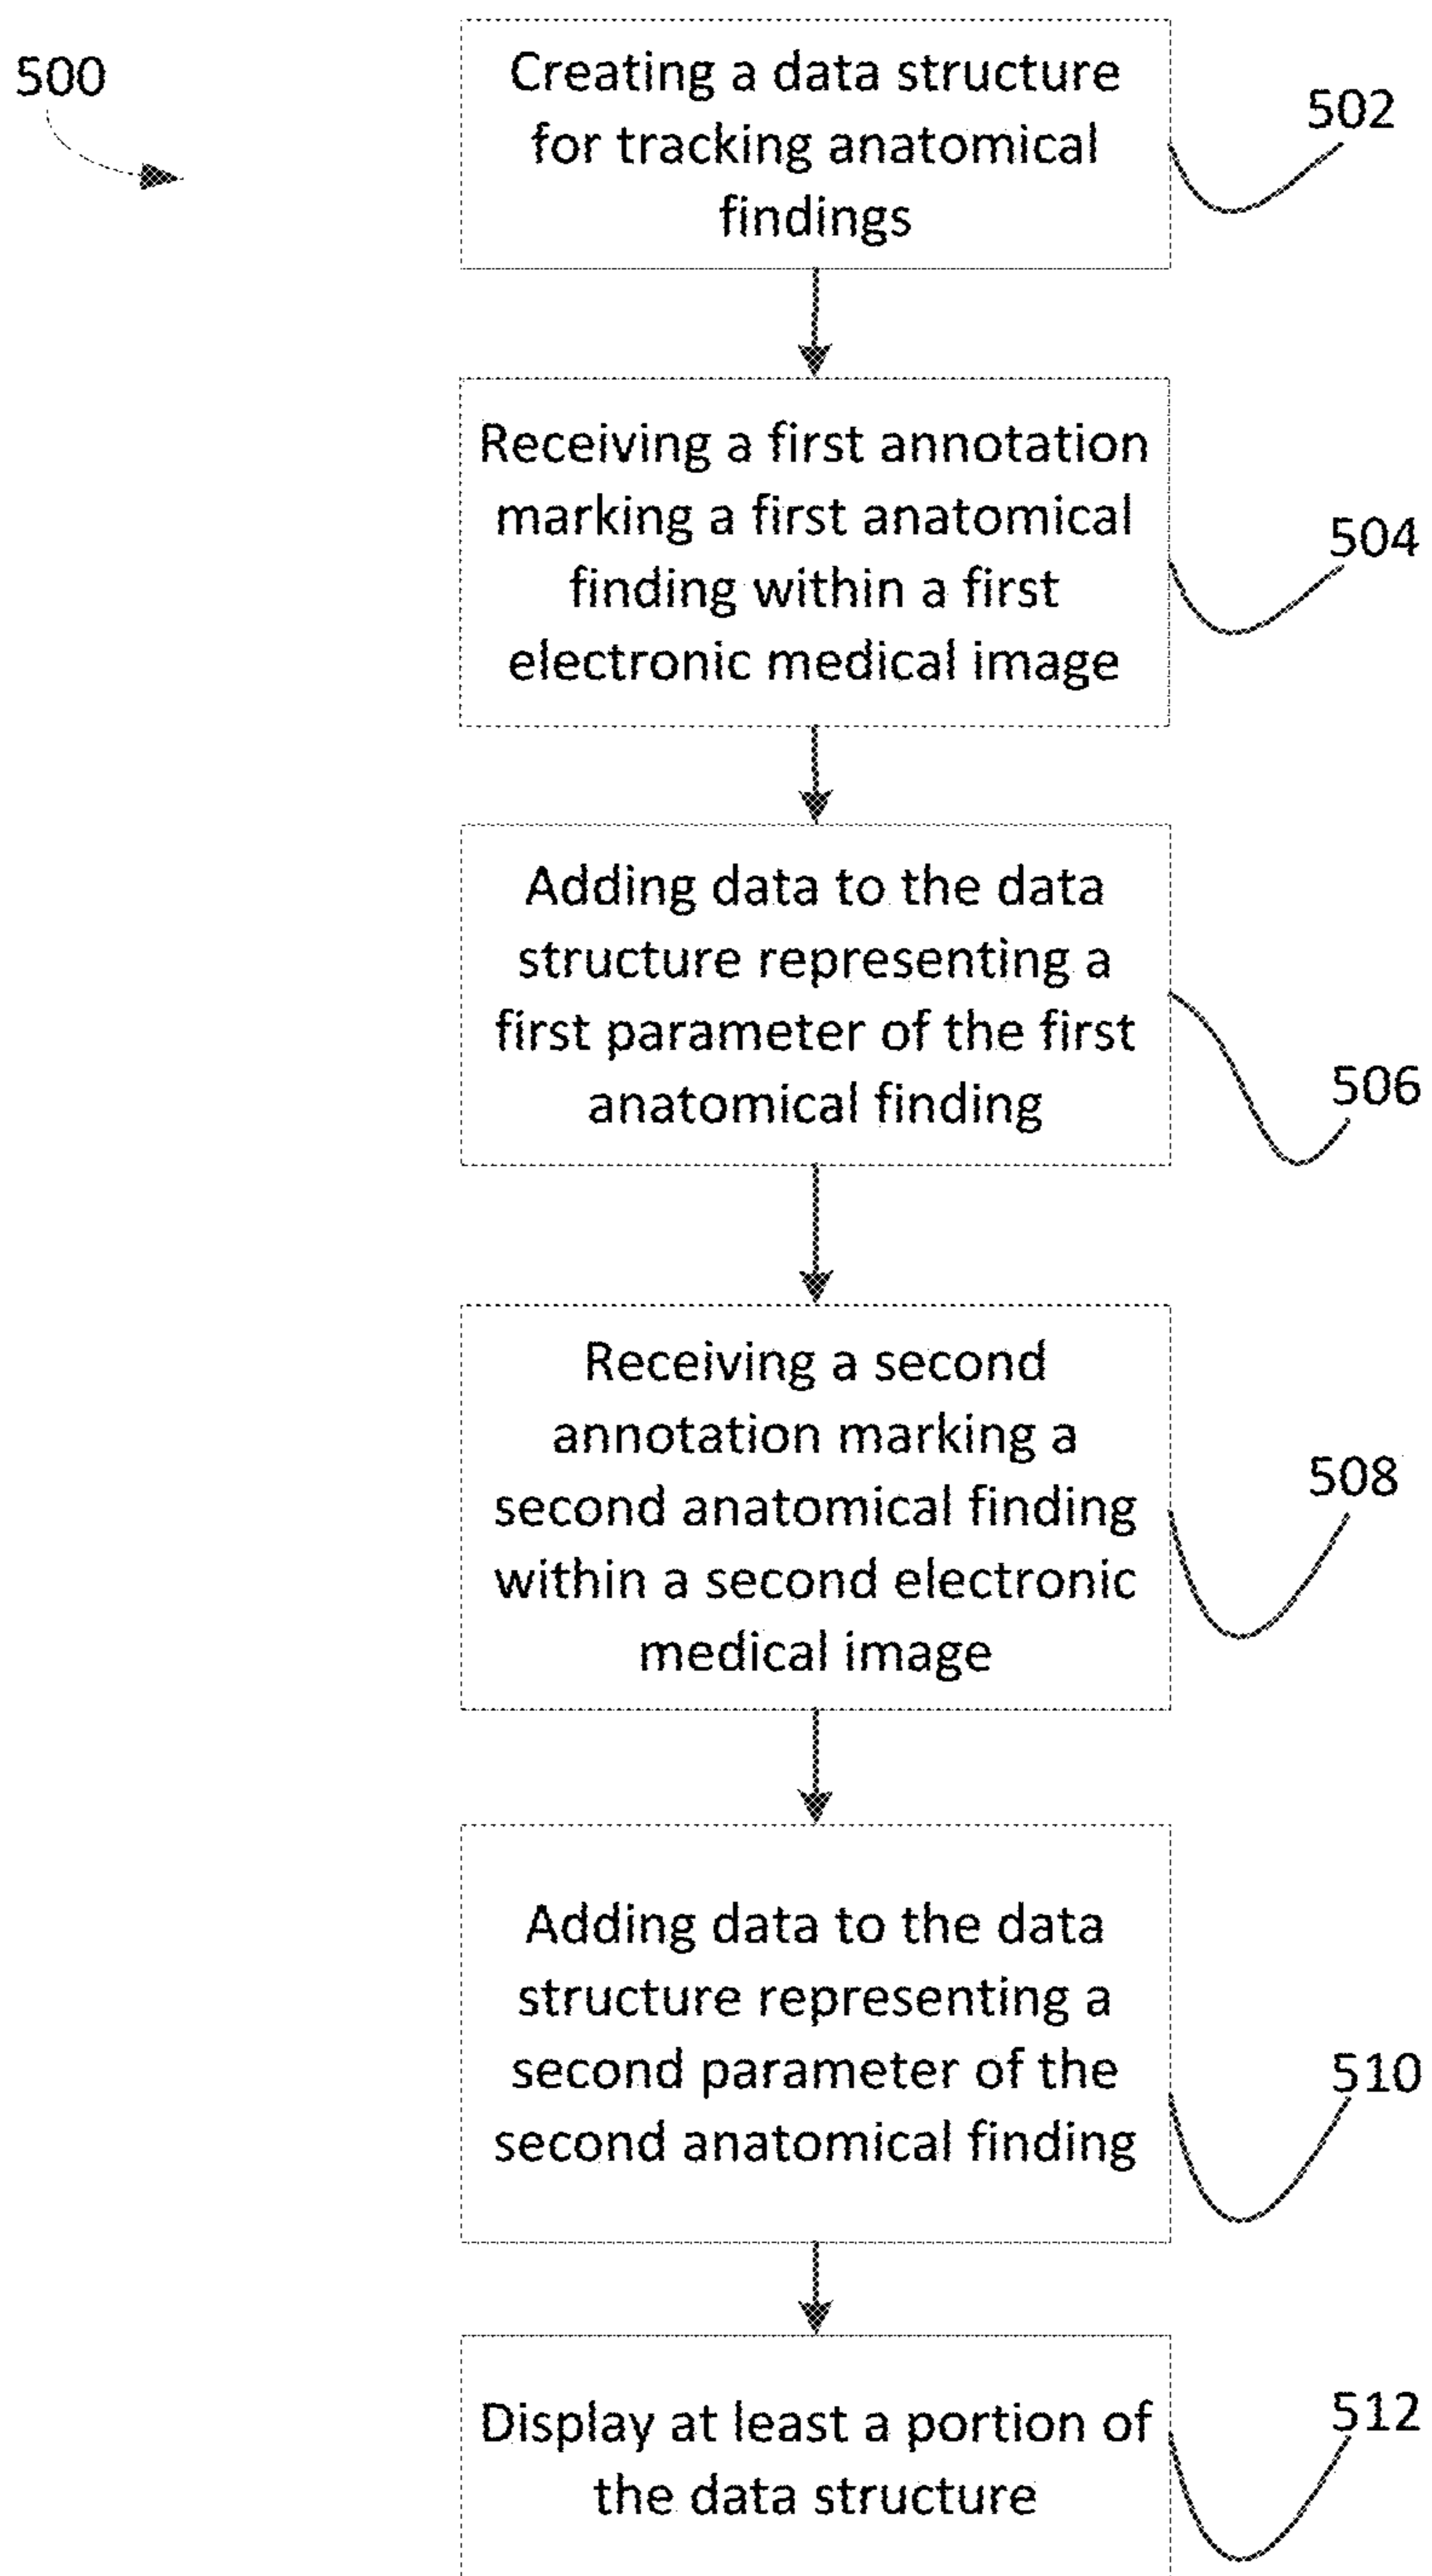 500
Creating a data structure
for tracking anatomical
findings
502
Receiving a first annotation
marking a first anatomical
finding within a first
electronic medical image
504
Adding data to the data
structure representing a
first parameter of the first
anatomical finding
506
Receiving a second
annotation marking a
second anatomical finding
within a second electronic
medical image
508
Adding data to the data
structure representing a
second parameter of the
second anatomical finding
510
Display at least a portion of
the data structure
512